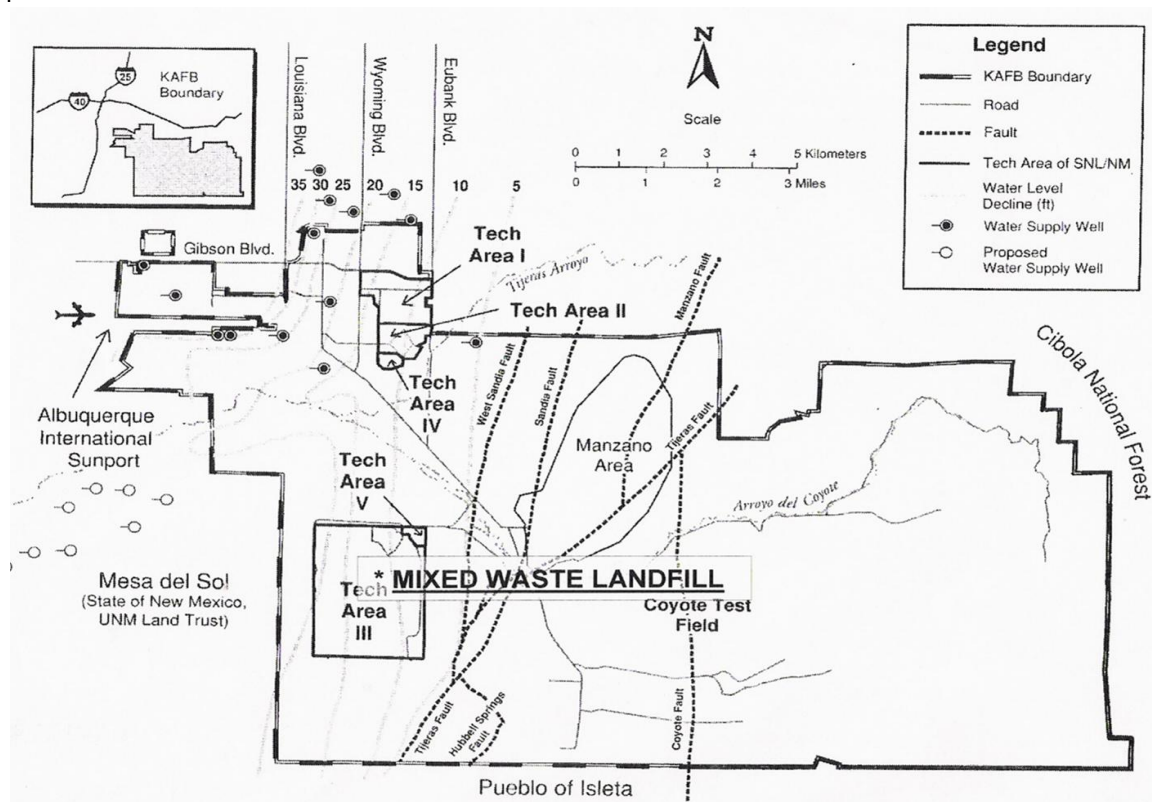 25
40
KAFB
Boundary
Louisiana Blvd.
Wyoming Blvd.
Eubank Blvd.
N
Scale
0 1 2 3 4 5 Kilometers
0 1 2 3 Miles
Legend
KAFB Boundary
Road
Fault
Tech Area of SNL/NM
Water Level
Decline (ft)
Water Supply Well
Proposed
Water Supply Well
35 30 25 20 15 10 5
Gibson Blvd.
Tech
Area I
Tijeras Arroyo
Manzano Fault
Tech Area II
West Sandia Fault
Sandia Fault
Tech
Area
IV
Albuquerque
International
Sunport
Manzano
Area
Tijeras Fault
Cibola National Forest
Tech
Area
V
Arroyo del Coyote
Mesa del Sol
(State of New Mexico,
UNM Land Trust)
* MIXED WASTE LANDFILL
Tech
Area
III
Coyote Test
Field
Tijeras Fault
Hubbell Springs
Fault
Coyote Fault
Pueblo of Isleta